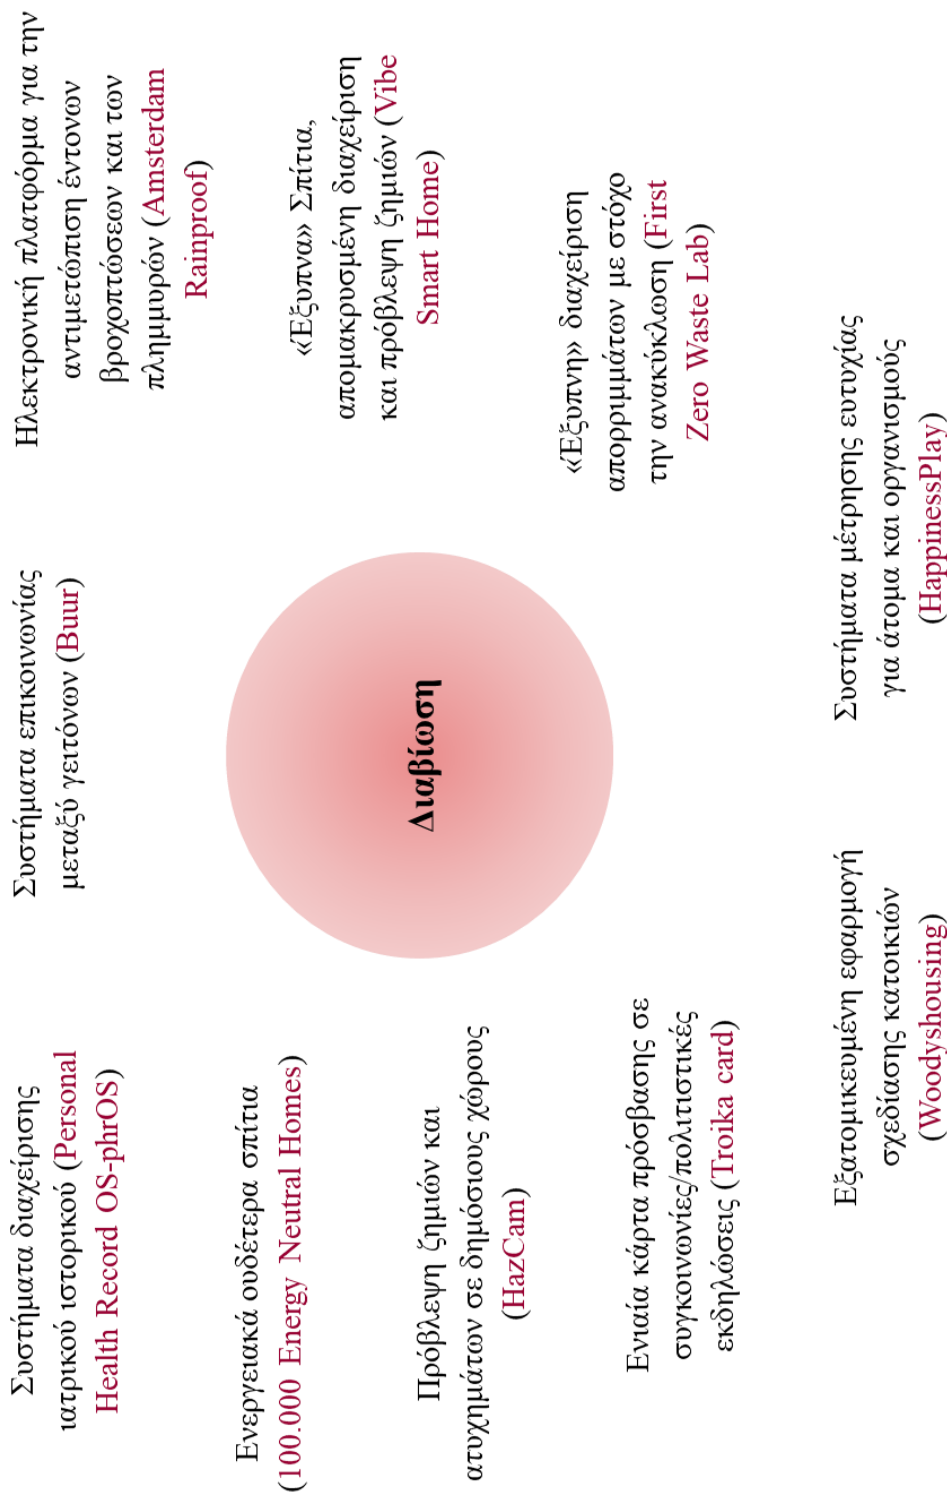 Συστήματα διαχείρισης
ιατρικού ιστορικού (Personal
Health Record OS-phrOS)
Συστήματα επικοινωνίας
μεταξύ γειτόνων (Buur)
Ηλεκτρονική πλατφόρμα για την
αντιμετώπιση έντονων
βροχοπτώσεων και των
πλημμυρών (Amsterdam
Rainproof)
Ενεργειακά ουδέτερα σπίτια
(100.000 Energy Neutral Homes)
«Έξυπνα» Σπίτια,
απομακρυσμένη διαχείριση
και πρόβλεψη ζημιών (Vibe
Smart Home)
Διαβίωση
Πρόβλεψη ζημιών και
ατυχημάτων σε δημόσιους χόρους
(HazCam)
«Έξυπνη» διαχείριση
απορριμμάτων με στόχο
την ανακύκλωση (First
Zero Waste Lab)
Ενιαία κάρτα πρόσβασης σε
συγκοινωνίες/πολιτιστικές
εκδηλώσεις (Troika card)
Εξατομικευμένη εφαρμογή
σχεδίασης κατοικιών
(Woodyshousing)
Συστήματα μέτρησης ευτυχίας
για άτομα και οργανισμούς
(HappinessPlay)